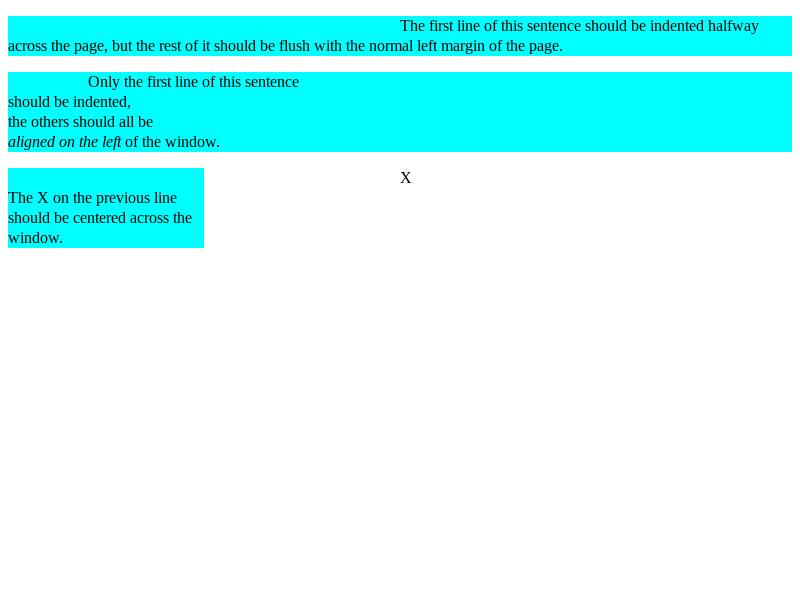 The first line of this sentence should be indented halfway
across the page, but the rest of it should be flush with the normal left margin of the page.
Only the first line of this sentence
should be indented,
the others should all be
aligned on the left of the window.
X
The X on the previous line
should be centered across the
window.